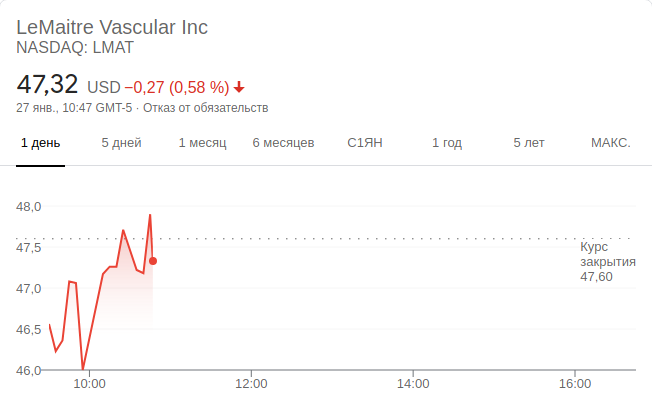 LeMaitre Vascular Inc
NASDAQ: LMAT
47,32 USD −0,27 (0,58 %)
27 янв., 10:47 GMT-5 · Отказ от обязательств
1 день 5 дней 1 месяц 6 месяцев С1ЯН 1 год 5 лет МАКС.
48,0
47,5
47,0
46,5
46,0
Курс
закрытия
47,60
10:00 12:00 14:00 16:00